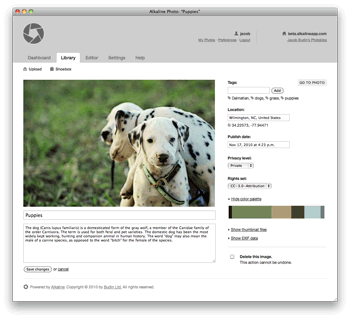 Alkaline Photo: "Puppies"
jacob
beta.alkalineapp.com
My Photos Preferences Logout
Jacob Budin's Photoblog
Dashboard Library Editor Settings Help
Upload Shoebox
Tags:
GO TO PHOTO
Add
Dalmatian, dogs, grass, puppies
Location:
Wilmington, NC, United States
34.22573, -77.94471
Publish date:
Nov 17, 2010 at 4:23 p.m.
Privacy level:
Private
Rights set:
CC-3.0-Attribution
Hide color palette
Puppies
The dog (Canis lupus familiaris) is a domesticated form of the gray wolf, a member of the Canidae family of
the order Carnivora. The term is used for both feral and pet varieties. The domestic dog has been the most
widely kept working, hunting and companion animal in human history. The word "dog" may also mean the
male of a canine species, as opposed to the word "bitch" for the female of the species.
Show thumbnail files
Show EXIF data
Delete this image.
This action cannot be undone.
Save changes or cancel
Powered by Alkaline. Copyright © 2010 by Budin Ltd. All rights reserved.